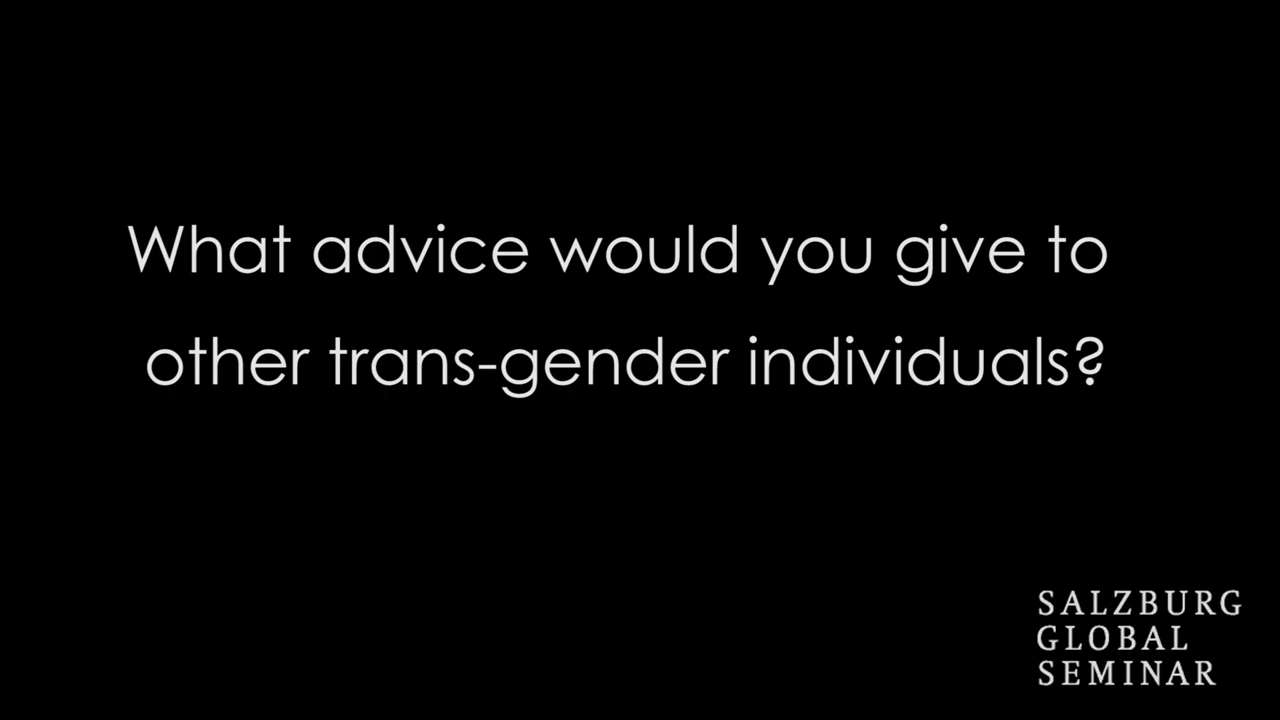 What advice would you give to
other trans-gender individuals?
SALZBURG
GLOBAL
SEMINAR